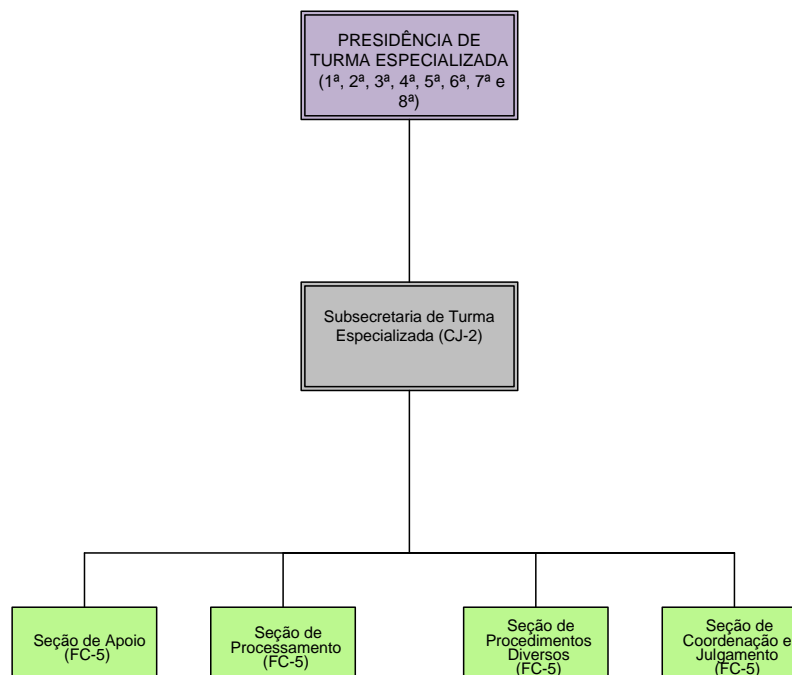 PRESIDÊNCIA DE
TURMA ESPECIALIZADA
(1ª, 2ª, 3ª, 4ª, 5ª, 6ª, 7ª e
8ª)
Subsecretaria de Turma
Especializada (CJ-2)
Seção de Apoio
(FC-5)
Seção de
Processamento
(FC-5)
Seção de
Procedimentos
Diversos
(FC-5)
Seção de
Coordenação e
Julgamento
(FC-5)